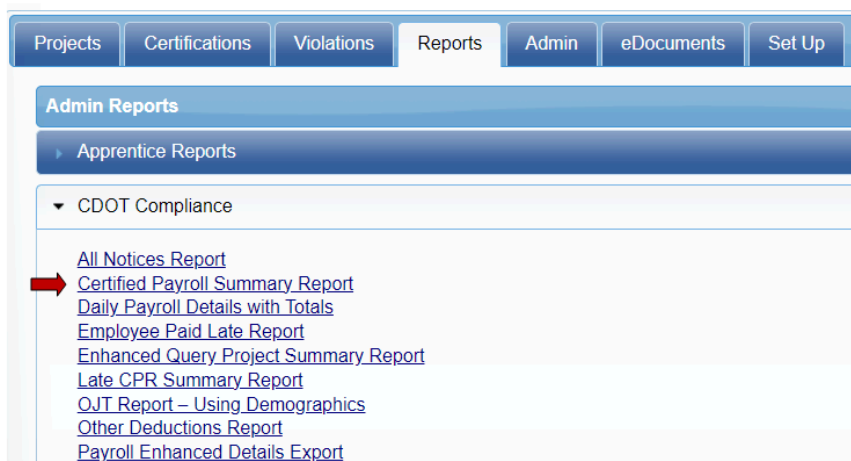 Projects Certifications Violations Reports Admin eDocuments Set Up
Admin Reports
Apprentice Reports
CDOT Compliance
All Notices Report
Certified Payroll Summary Report
Daily Payroll Details with Totals
Employee Paid Late Report
Enhanced Query Project Summary Report
Late CPR Summary Report
OJT Report – Using Demographics
Other Deductions Report
Payroll Enhanced Details Export